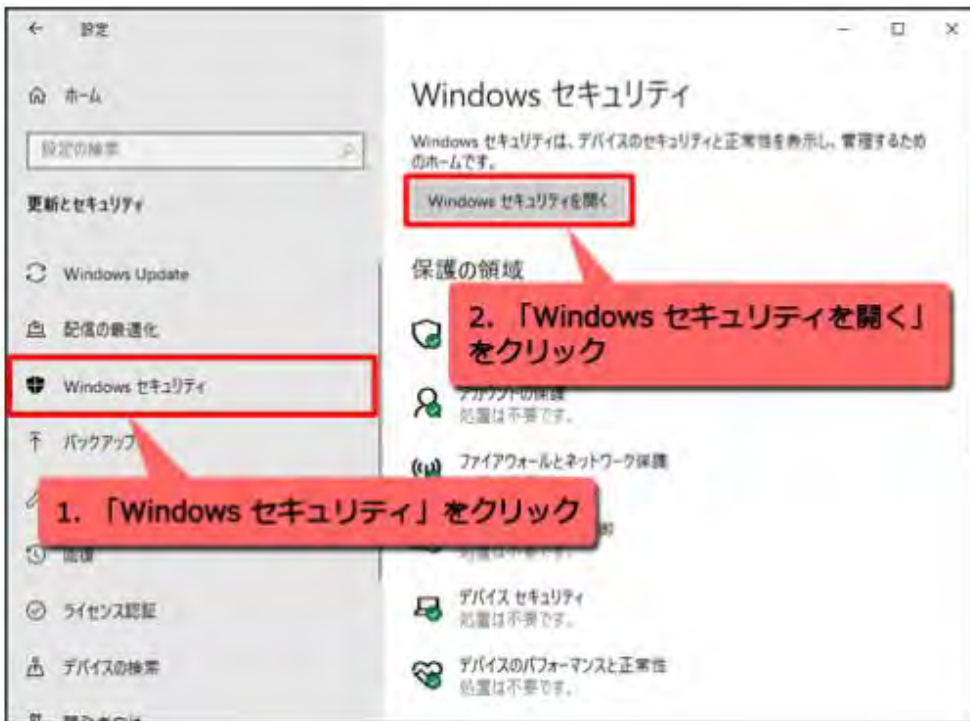 設定
ホーム
設定の検索
更新とセキュリティ
Windows Update
配信の最適化
Windows セキュリティ
バックアップ
1. 「Windows セキュリティ」をクリック
回復
ライセンス認証
デバイスの検索
Windows セキュリティ
Windows セキュリティは、デバイスのセキュリティと正常性を表示し、管理するため
のホームです。
Windows セキュリティを開く
保護の領域
2. 「Windows セキュリティを開く」
をクリック
アカウントの保護
処置は不要です。
ファイアウォールとネットワーク保護
処置は不要です。
デバイス セキュリティ
処置は不要です。
デバイスのパフォーマンスと正常性
処置は不要です。